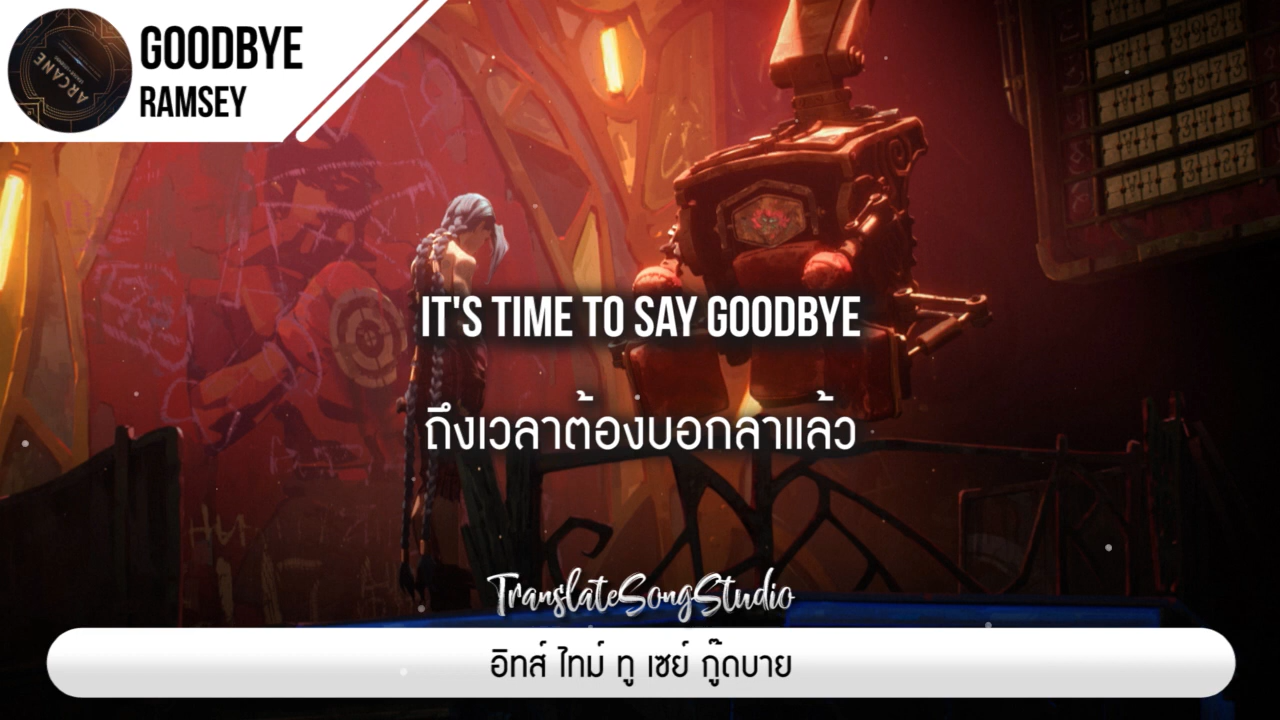 GOODBYE
RAMSEY
ARCANE
IT'S TIME TO SAY GOODBYE
ถึงเวลาต้องบอกลาแล้ว
TranslateSongStudio
อิทส์ ไทม์ ทู เซย์ กู๊ดบาย